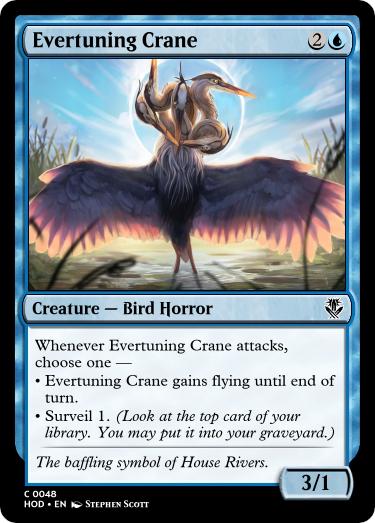 Evertuning Crane 2
Creature — Bird Horror
Whenever Evertuning Crane attacks,
choose one —
• Evertuning Crane gains flying until end of
turn.
• Surveil 1. (Look at the top card of your
library. You may put it into your graveyard.)
The baffling symbol of House Rivers.
3/1
C 0048
HOD • EN Stephen Scott